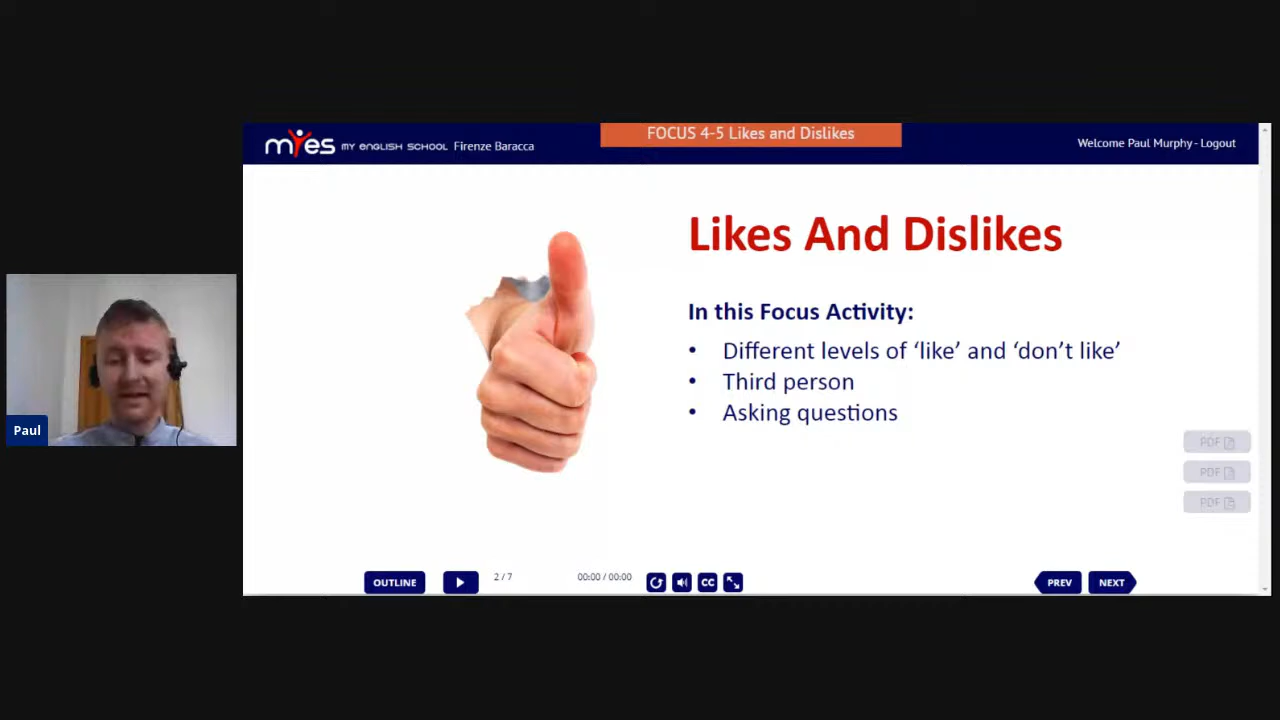 myes MY ENGLISH SCHOOL Firenze Baracca
FOCUS 4-5 Likes and Dislikes
Welcome Paul Murphy - Logout
Likes And Dislikes
In this Focus Activity:
• Different levels of ‘like’ and ‘don’t like’
• Third person
• Asking questions
Paul
PDF
PDF
PDF
OUTLINE
2 / 7
00:00 / 00:00
CC
PREV
NEXT